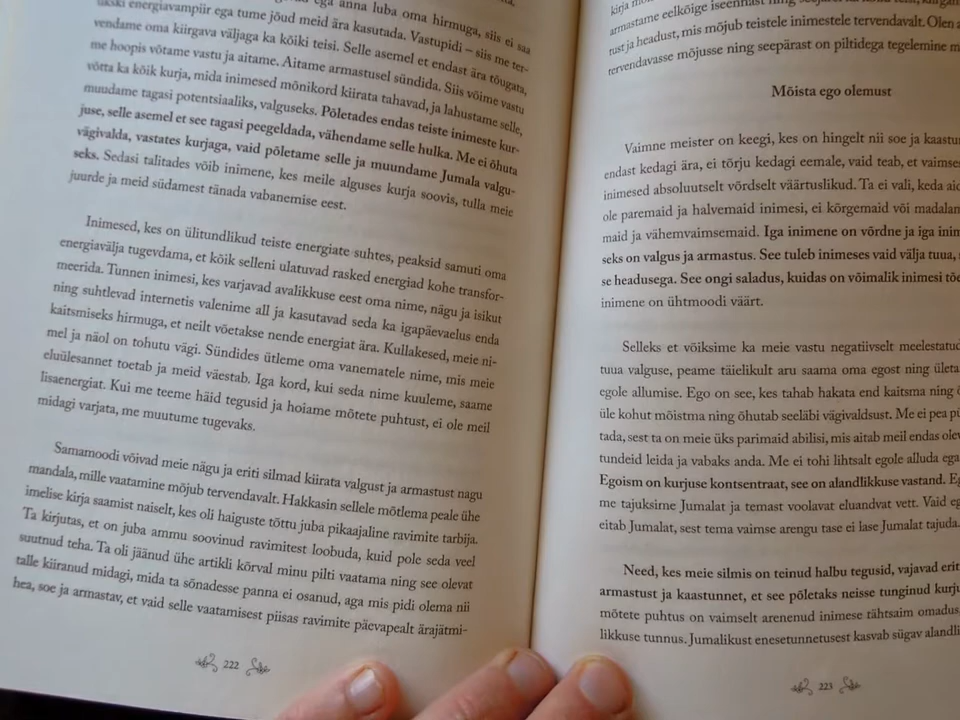 ükski energiavampiir ega tume jõud meid ära kasutada. Vastupidi – siis me ter-
vendame oma kiirgava väljaga ka kõiki teisi. Selle asemel et endast ära tõugata,
me hoopis võtame vastu ja aitame. Aitame armastusel sündida. Siis võime vastu
võtta ka kõik kurja, mida inimesed mõnikord kiirata tahavad, ja lahustame selle,
muudame tagasi potentsiaaliks, valguseks. Põletades endas teiste inimeste kur-
juse, selle asemel et see tagasi peegeldada, vähendame selle hulka. Me ei õhuta
vägivalda, vastates kurjaga, vaid põletame selle ja muundame Jumala valgu-
seks. Sedasi talitades võib inimene, kes meile alguses kurja soovis, tulla meie
juurde ja meid südamest tänada vabanemise eest.
Inimesed, kes on ülitundlikud teiste energiate suhtes, peaksid samuti oma
energiavälja tugevdama, et kõik selleni ulatuvad rasked energiad kohe transfor-
meerida. Tunnen inimesi, kes varjavad avalikkuse eest oma nime, nägu ja isikut
ning suhtlevad internetis valenime all ja kasutavad seda ka igapäevaelus enda
kaitsmiseks hirmuga, et neilt võetakse nende energiat ära. Kullakesed, meie ni-
mel ja näol on tohutu vägi. Sündides ütleme oma vanematele nime, mis meie
eluülesannet toetab ja meid väestab. Iga kord, kui seda nime kuuleme, saame
lisaenergiat. Kui me teeme häid tegusid ja hoiame mõtete puhtust, ei ole meil
midagi varjata, me muutume tugevaks.
Samamoodi võivad meie nägu ja eriti silmad kiirata valgust ja armastust nagu
mandala, mille vaatamine mõjub tervendavalt. Hakkasin sellele mõtlema peale ühe
imelise kirja saamist naiselt, kes oli haiguste tõttu juba pikaajaline ravimite tarbija.
Ta kirjutas, et on juba ammu soovinud ravimitest loobuda, kuid pole seda veel
suutnud teha. Ta oli jäänud ühe artikli kõrval minu pilti vaatama ning see olevat
talle kiiranud midagi, mida ta sõnadesse panna ei osanud, aga mis pidi olema nii
hea, soe ja armastav, et vaid selle vaatamisest piisas ravimite päevapealt ärajätmi-
222
armastame eelkõige iseennast ning
rust ja headust, mis mõjub teistele inimestele tervendavalt. Olen
tervendavasse mõjusse ning seepärast on piltidega tegelemine
Mõista ego olemust
Vaimne meister on keegi, kes on hingelt nii soe ja
endast kedagi ära, ei tõrju kedagi eemale, vaid teab, et
inimesed absoluutselt võrdselt väärtuslikud. Ta ei vali, keda
ole paremaid ja halvemaid inimesi, ei kõrgemaid või
maid ja vähemvaimsemaid. Iga inimene on võrdne ja iga
seks on valgus ja armastus. See tuleb inimeses vaid välja tuua,
se headusega. See ongi saladus, kuidas on võimalik inimesi
inimene on ühtmoodi väärt.
Selleks et võiksime ka meie vastu negatiivselt
tuua valguse, peame täielikult aru saama oma egost ning
egole allumise. Ego on see, kes tahab hakata end kaitsma ning
üle kohut mõistma ning õhutab seeläbi vägivaldsust. Me ei pea
tada, sest ta on meie üks parimaid abilisi, mis aitab meil endas
tundeid leida ja vabaks anda. Me ei tohi lihtsalt egole alluda
Egoism on kurjuse kontsentraat, see on alandlikkuse vastand.
me tajuksime Jumalat ja temast voolavat eluandvat vett. Vaid
eitab Jumalat, sest tema vaimse arengu tase ei lase Jumalat tajuda.
Need, kes meie silmis on teinud halbu tegusid, vajavad
armastust ja kaastunnet, et see põletaks neisse tunginud
mõtete puhtus on vaimselt arenenud inimese tähtsaim
likkuse tunnus. Jumalikust enesetunnetusest kasvab sügav
223